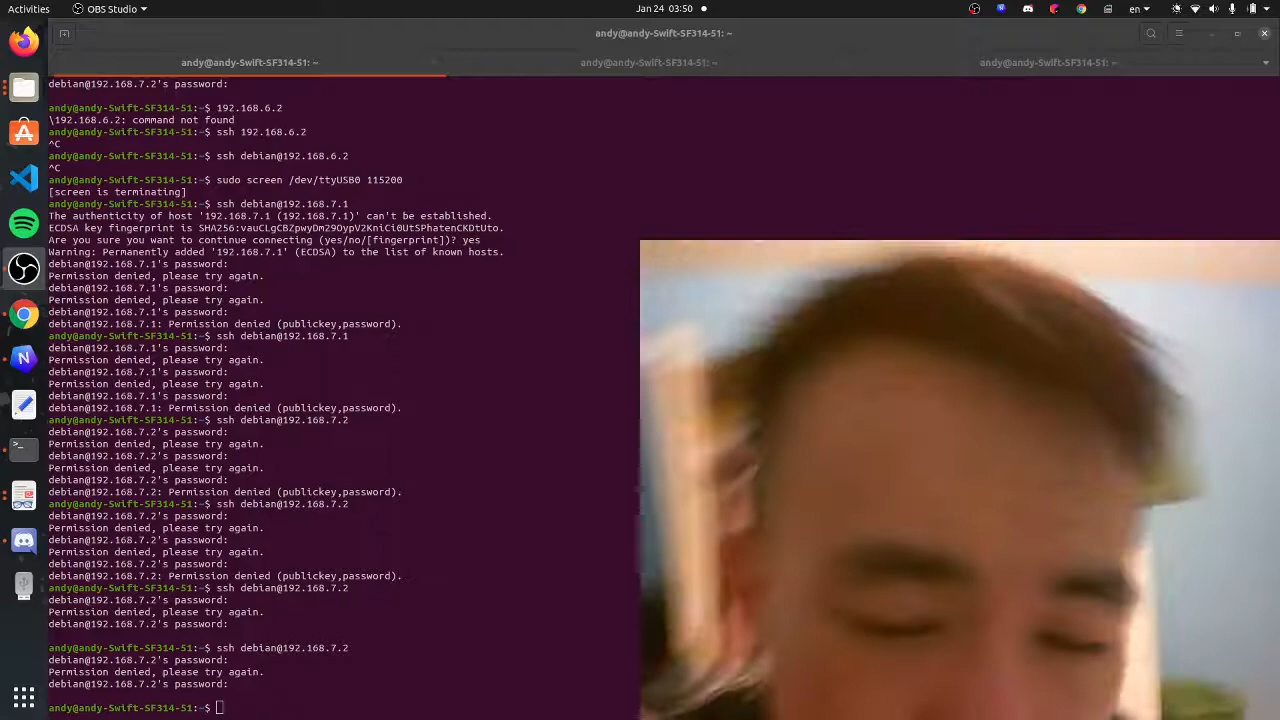 Activities
OBS Studio
Jan 24 03:50
en
andy@andy-Swift-SF314-51: ~
andy@andy-Swift-SF314-51: ~
andy@andy-Swift-SF314-51: ~
andy@andy-Swift-SF314-51: ~
debian@192.168.7.2's password:
andy@andy-Swift-SF314-51:~$ 192.168.6.2
\192.168.6.2: command not found
andy@andy-Swift-SF314-51:~$ ssh 192.168.6.2
^C
andy@andy-Swift-SF314-51:~$ ssh debian@192.168.6.2
^C
andy@andy-Swift-SF314-51:~$ sudo screen /dev/ttyUSB0 115200
[screen is terminating]
andy@andy-Swift-SF314-51:~$ ssh debian@192.168.7.1
The authenticity of host '192.168.7.1 (192.168.7.1)' can't be established.
ECDSA key fingerprint is SHA256:vauCLgCBZpwyDm29OypV2KniCi0UtSPhatenCKDtUto.
Are you sure you want to continue connecting (yes/no/[fingerprint])? yes
Warning: Permanently added '192.168.7.1' (ECDSA) to the list of known hosts.
debian@192.168.7.1's password:
Permission denied, please try again.
debian@192.168.7.1's password:
Permission denied, please try again.
debian@192.168.7.1's password:
debian@192.168.7.1: Permission denied (publickey,password).
andy@andy-Swift-SF314-51:~$ ssh debian@192.168.7.1
debian@192.168.7.1's password:
Permission denied, please try again.
debian@192.168.7.1's password:
Permission denied, please try again.
debian@192.168.7.1's password:
debian@192.168.7.1: Permission denied (publickey,password).
andy@andy-Swift-SF314-51:~$ ssh debian@192.168.7.2
debian@192.168.7.2's password:
Permission denied, please try again.
debian@192.168.7.2's password:
Permission denied, please try again.
debian@192.168.7.2's password:
debian@192.168.7.2: Permission denied (publickey,password).
andy@andy-Swift-SF314-51:~$ ssh debian@192.168.7.2
debian@192.168.7.2's password:
Permission denied, please try again.
debian@192.168.7.2's password:
Permission denied, please try again.
debian@192.168.7.2's password:
debian@192.168.7.2: Permission denied (publickey,password).
andy@andy-Swift-SF314-51:~$ ssh debian@192.168.7.2
debian@192.168.7.2's password:
Permission denied, please try again.
debian@192.168.7.2's password:
andy@andy-Swift-SF314-51:~$ ssh debian@192.168.7.2
debian@192.168.7.2's password:
Permission denied, please try again.
debian@192.168.7.2's password:
andy@andy-Swift-SF314-51:~$